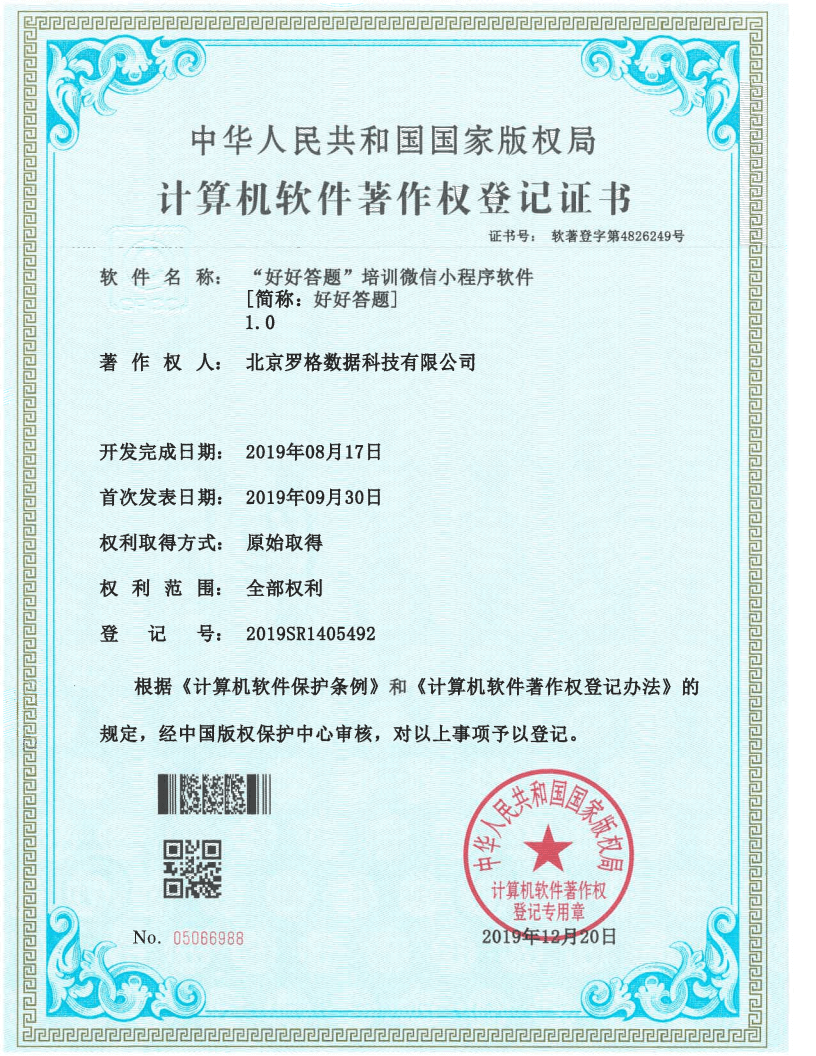 中华人民共和国国家版权局
计算机软件著作权登记证书
证书号： 软著登字第4826249号
软件名称： “好好答题”培训微信小程序软件
[简称：好好答题]
1.0
著作权人： 北京罗格数据科技有限公司
开发完成日期： 2019年08月17日
首次发表日期： 2019年09月30日
权利取得方式： 原始取得
权利范围： 全部权利
登记号： 2019SR1405492
根据《计算机软件保护条例》和《计算机软件著作权登记办法》的
规定，经中国版权保护中心审核，对以上事项予以登记。
中华人民共和国国家版权局
计算机软件著作权
登记专用章
No. 05066988
2019年12月20日